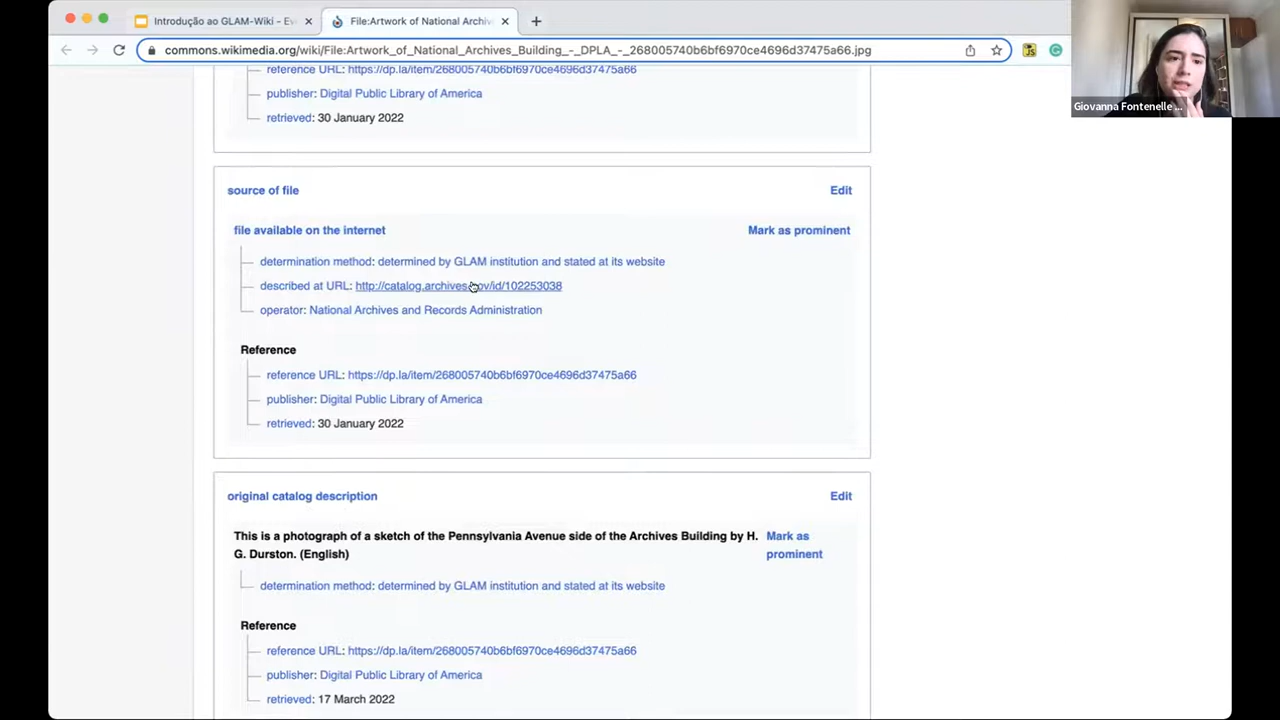 Introdução ao GLAM-Wiki - Ev
File:Artwork of National Archiv
commons.wikimedia.org/wiki/File:Artwork_of_National_Archives_Building_-_DPLA_-_268005740b6bf6970ce4696d37475a66.jpg
Giovanna Fontenelle ...
reference URL: https://dp.la/item/268005740b6bf6970ce4696d37475a66
publisher: Digital Public Library of America
retrieved: 30 January 2022
source of file
Edit
file available on the internet
Mark as prominent
determination method: determined by GLAM institution and stated at its website
described at URL: http://catalog.archives.gov/id/102253038
operator: National Archives and Records Administration
Reference
reference URL: https://dp.la/item/268005740b6bf6970ce4696d37475a66
publisher: Digital Public Library of America
retrieved: 30 January 2022
original catalog description
Edit
This is a photograph of a sketch of the Pennsylvania Avenue side of the Archives Building by H.
G. Durston. (English)
Mark as
prominent
determination method: determined by GLAM institution and stated at its website
Reference
reference URL: https://dp.la/item/268005740b6bf6970ce4696d37475a66
publisher: Digital Public Library of America
retrieved: 17 March 2022